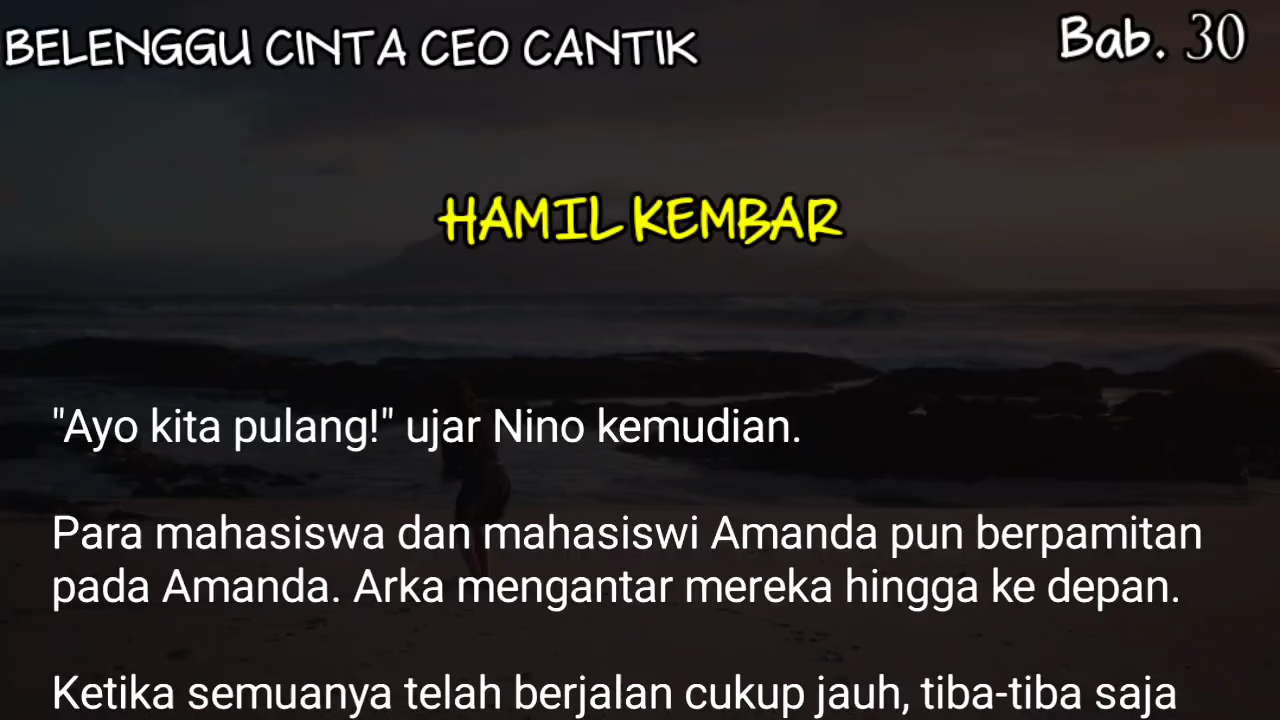 BELENGGU CINTA CEO CANTIK
Bab. 30
HAMIL KEMBAR
"Ayo kita pulang!" ujar Nino kemudian.
Para mahasiswa dan mahasiswi Amanda pun berpamitan
pada Amanda. Arka mengantar mereka hingga ke depan.
Ketika semuanya telah berjalan cukup jauh, tiba-tiba saja